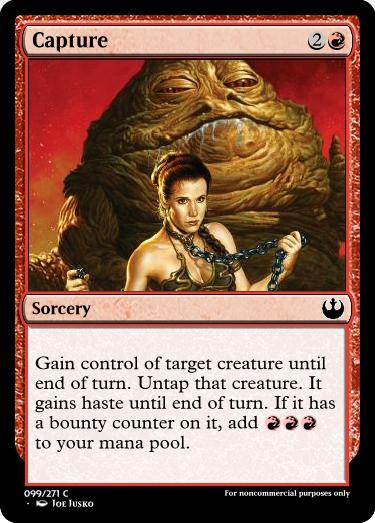 Capture 2
Sorcery
Gain control of target creature until
end of turn. Untap that creature. It
gains haste until end of turn. If it has
a bounty counter on it, add
to your mana pool.
099/271 C
For noncommercial purposes only
· Joe Jusko